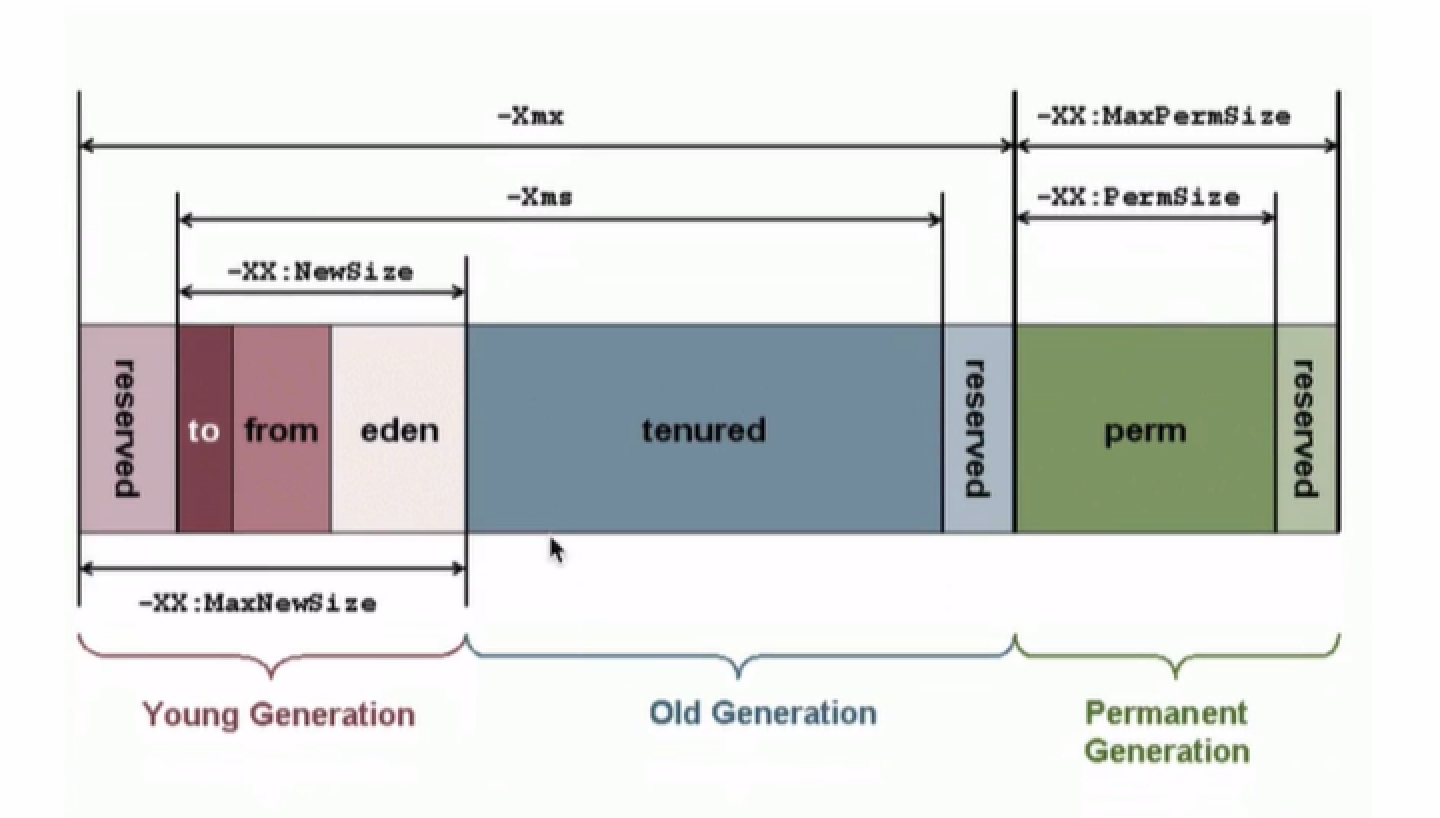 -Xmx
-XX:MaxPermSize
-Xms
-XX:PermSize
-XX:NewSize
reserved
to
from
eden
tenured
reserved
perm
reserved
-XX:MaxNewSize
Young Generation
Old Generation
Permanent
Generation